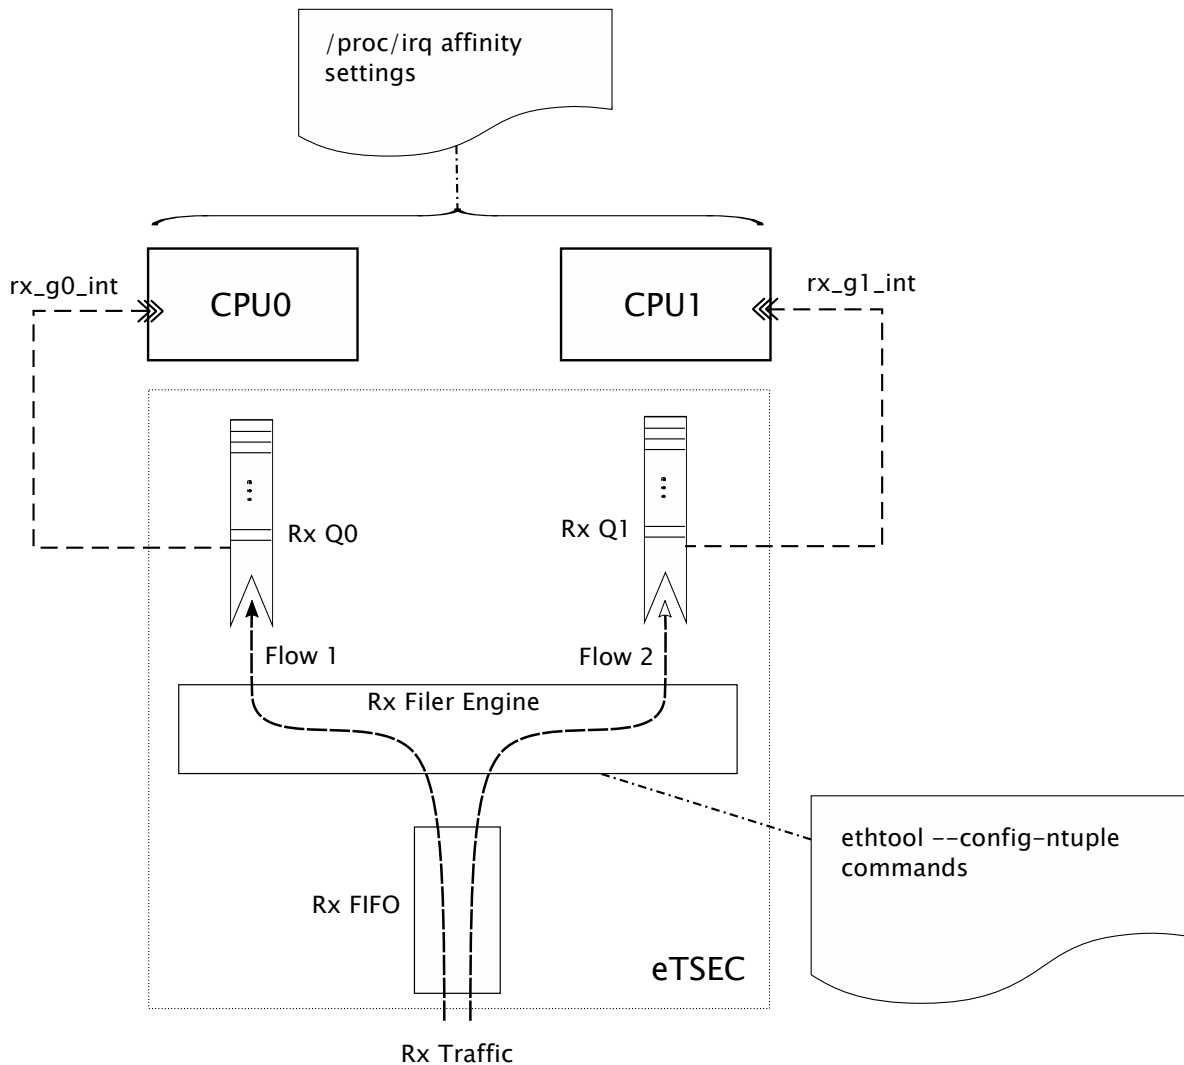 /proc/irq affinity
settings
rx_g0_int
CPU0
CPU1
rx_g1_int
Rx Q0
Rx Q1
Flow 1
Flow 2
Rx Filer Engine
ethtool --config-ntuple
commands
Rx FIFO
eTSEC
Rx Traffic